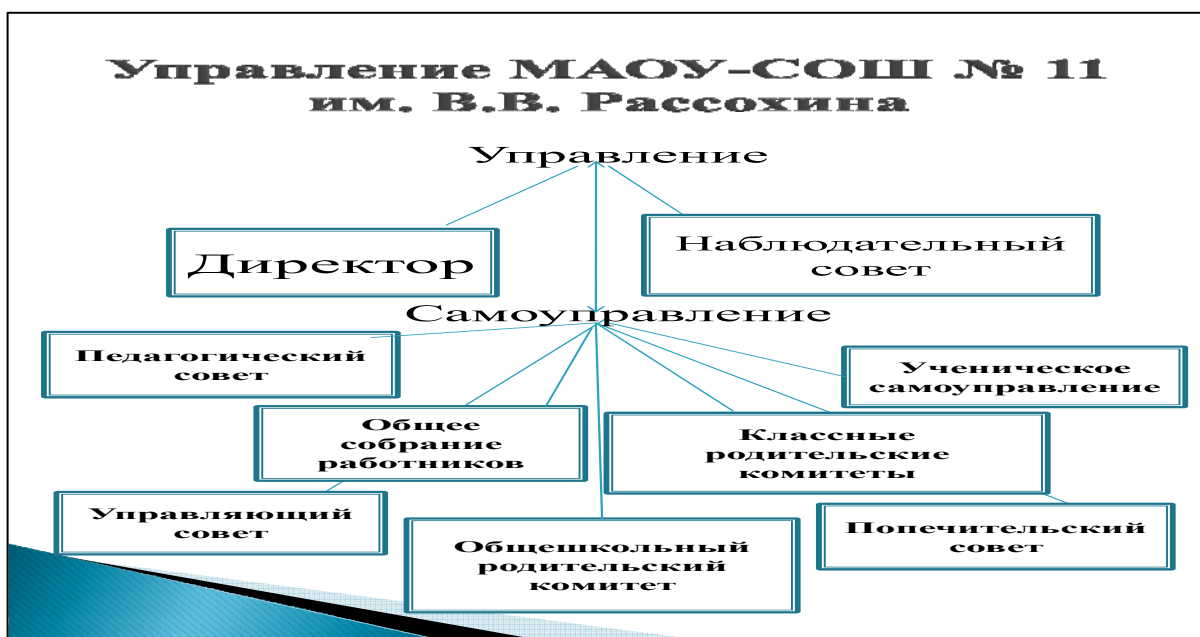 Управление МАОУ-СОШ № 11
им. В.В. Рассохина
Управление
Директор
Наблюдательный
совет
Самоуправление
Педагогический
совет
Ученическое
самоуправление
Общее
собрание
работников
Классные
родительские
комитеты
Управляющий
совет
Общешкольный
родительский
комитет
Попечительский
совет